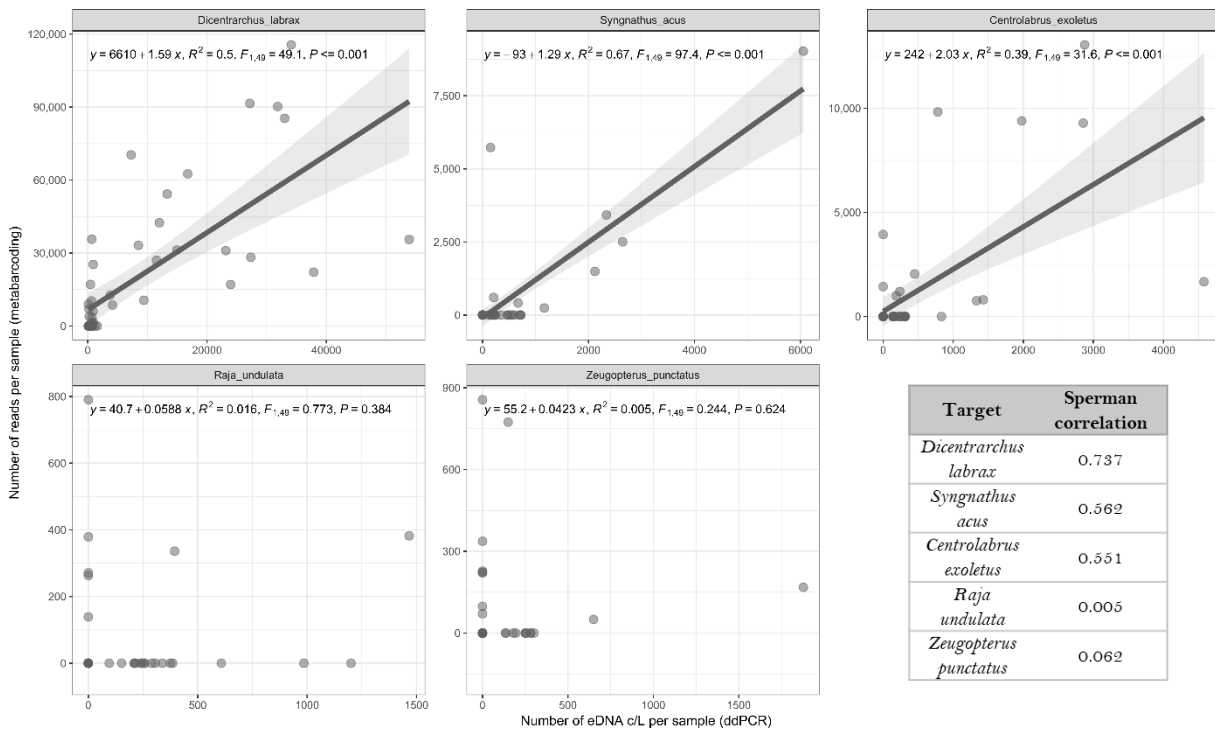 Dicentrarchus_labrax
y = 6610 + 1.59 x, R² = 0.5, F₁,₄₉ = 49.1, P <= 0.001
120,000
90,000
60,000
30,000
0
0 20000 40000
Syngnathus_acus
y = −93 + 1.29 x, R² = 0.67, F₁,₄₉ = 97.4, P <= 0.001
7,500
5,000
2,500
0
0 2000 4000 6000
Centrolabrus_exoletus
y = 242 + 2.03 x, R² = 0.39, F₁,₄₉ = 31.6, P <= 0.001
10,000
5,000
0
0 1000 2000 3000 4000
Number of reads per sample (metabarcoding)
Raja_undulata
y = 40.7 + 0.0588 x, R² = 0.016, F₁,₄₉ = 0.773, P = 0.384
800
600
400
200
0
0 500 1000 1500
Zeugopterus_punctatus
y = 55.2 + 0.0423 x, R² = 0.005, F₁,₄₉ = 0.244, P = 0.624
900
600
300
0
0 500 1000 1500
Number of eDNA c/L per sample (ddPCR)
Target Sperman
correlation
Dicentrarchus
labrax 0.737
Syngnathus
acus 0.562
Centrolabrus
exoletus 0.551
Raja
undulata 0.005
Zeugopterus
punctatus 0.062